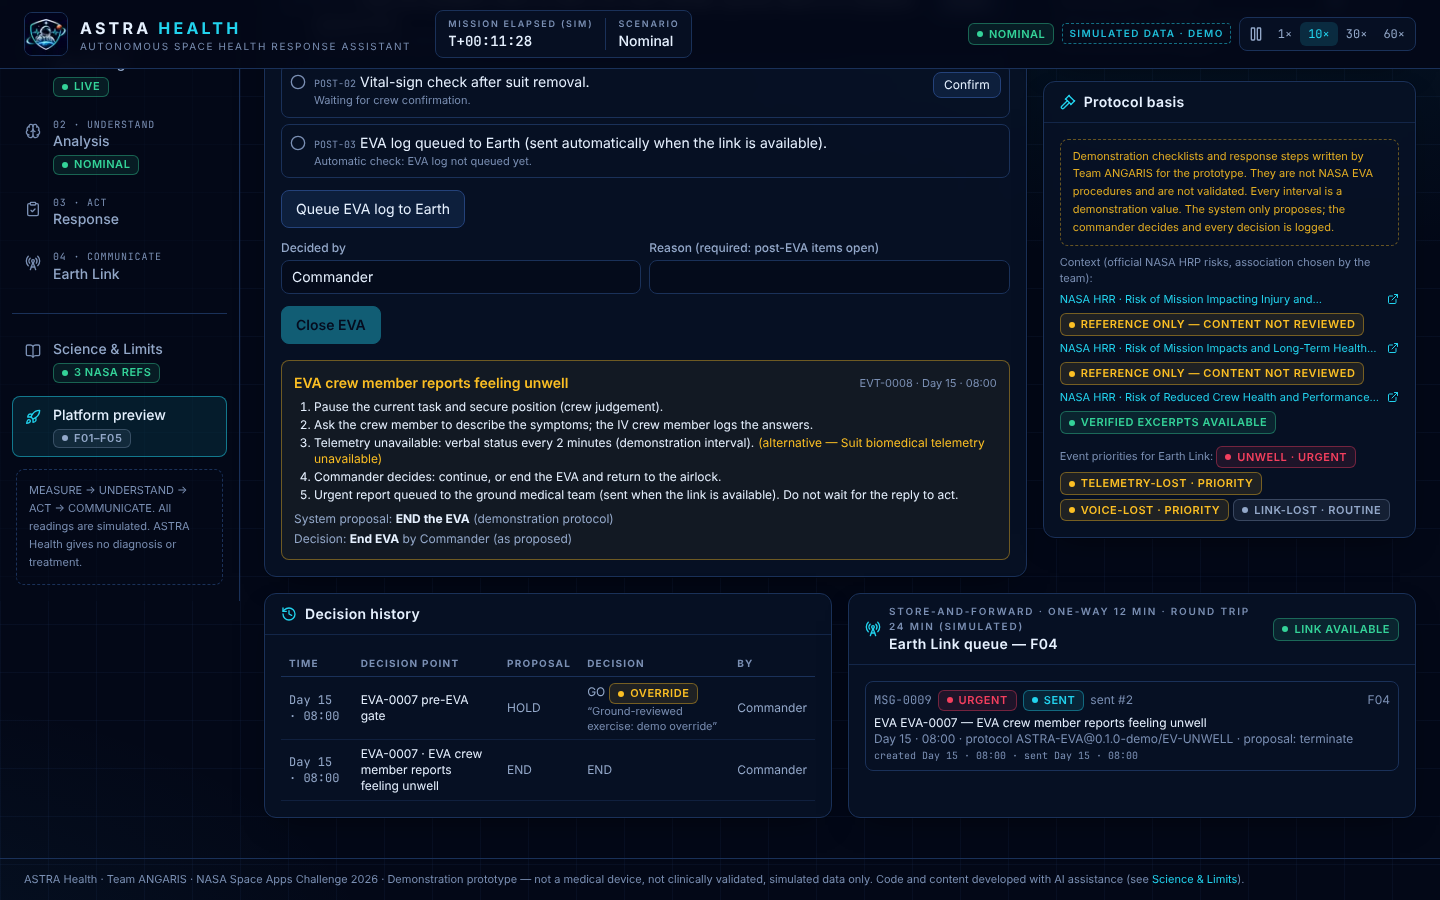 ASTRA HEALTH
AUTONOMOUS SPACE HEALTH RESPONSE ASSISTANT
MISSION ELAPSED (SIM)
T+00:11:28
SCENARIO
Nominal
NOMINAL
SIMULATED DATA · DEMO
1×
10×
30×
60×
LIVE
02 · UNDERSTAND
Analysis
NOMINAL
03 · ACT
Response
04 · COMMUNICATE
Earth Link
Science & Limits
3 NASA REFS
Platform preview
F01–F05
MEASURE → UNDERSTAND →
ACT → COMMUNICATE. All
readings are simulated. ASTRA
Health gives no diagnosis or
treatment.
POST-02 Vital-sign check after suit removal.
Waiting for crew confirmation.
Confirm
POST-03 EVA log queued to Earth (sent automatically when the link is available).
Automatic check: EVA log not queued yet.
Queue EVA log to Earth
Decided by
Commander
Reason (required: post-EVA items open)
Close EVA
EVA crew member reports feeling unwell
EVT-0008 · Day 15 · 08:00
1. Pause the current task and secure position (crew judgement).
2. Ask the crew member to describe the symptoms; the IV crew member logs the answers.
3. Telemetry unavailable: verbal status every 2 minutes (demonstration interval). (alternative — Suit biomedical telemetry
unavailable)
4. Commander decides: continue, or end the EVA and return to the airlock.
5. Urgent report queued to the ground medical team (sent when the link is available). Do not wait for the reply to act.
System proposal: END the EVA (demonstration protocol)
Decision: End EVA by Commander (as proposed)
Protocol basis
Demonstration checklists and response steps written by
Team ANGARIS for the prototype. They are not NASA EVA
procedures and are not validated. Every interval is a
demonstration value. The system only proposes; the
commander decides and every decision is logged.
Context (official NASA HRP risks, association chosen by the
team):
NASA HRR · Risk of Mission Impacting Injury and...
REFERENCE ONLY — CONTENT NOT REVIEWED
NASA HRR · Risk of Mission Impacts and Long-Term Health...
REFERENCE ONLY — CONTENT NOT REVIEWED
NASA HRR · Risk of Reduced Crew Health and Performance...
VERIFIED EXCERPTS AVAILABLE
Event priorities for Earth Link: UNWELL · URGENT
TELEMETRY-LOST · PRIORITY
VOICE-LOST · PRIORITY
LINK-LOST · ROUTINE
Decision history
TIME
DECISION POINT
PROPOSAL
DECISION
BY
Day 15
· 08:00
EVA-0007 pre-EVA
gate
HOLD
GO OVERRIDE
“Ground-reviewed
exercise: demo override”
Commander
Day 15
· 08:00
EVA-0007 · EVA crew
member reports
feeling unwell
END
END
Commander
STORE-AND-FORWARD · ONE-WAY 12 MIN · ROUND TRIP
24 MIN (SIMULATED)
Earth Link queue — F04
LINK AVAILABLE
MSG-0009 URGENT SENT sent #2
F04
EVA EVA-0007 — EVA crew member reports feeling unwell
Day 15 · 08:00 · protocol ASTRA-EVA@0.1.0-demo/EV-UNWELL · proposal: terminate
created Day 15 · 08:00 · sent Day 15 · 08:00
ASTRA Health · Team ANGARIS · NASA Space Apps Challenge 2026 · Demonstration prototype — not a medical device, not clinically validated, simulated data only. Code and content developed with AI assistance (see Science & Limits).